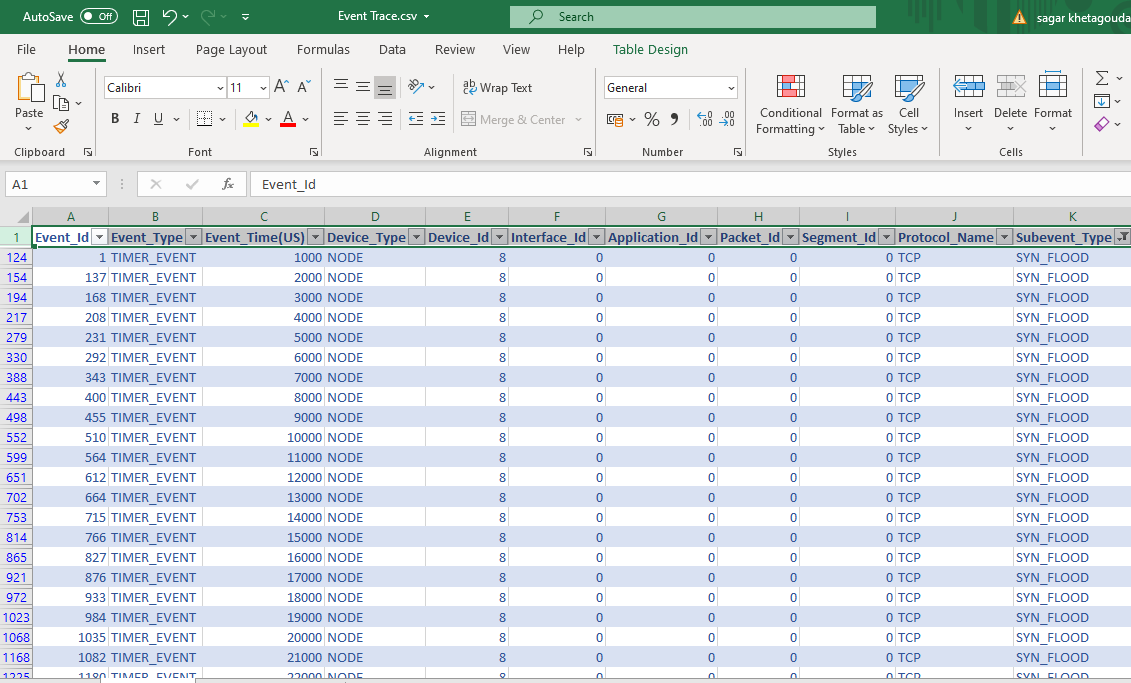 AutoSave Off Event Trace.csv Search sagar khetagouda
File Home Insert Page Layout Formulas Data Review View Help Table Design
Calibri 11 A A ab Wrap Text General
Paste B I U A Merge & Center % Conditional Formatting Format as Table Cell Styles Insert Delete Format
Clipboard Font Alignment Number Styles Cells
A1 fx Event_Id
A B C D E F G H I J K
1 Event_Id Event_Type Event_Time(US) Device_Type Device_Id Interface_Id Application_Id Packet_Id Segment_Id Protocol_Name Subevent_Type
124 1 TIMER_EVENT 1000 NODE 8 0 0 0 0 TCP SYN_FLOOD
154 137 TIMER_EVENT 2000 NODE 8 0 0 0 0 TCP SYN_FLOOD
194 168 TIMER_EVENT 3000 NODE 8 0 0 0 0 TCP SYN_FLOOD
217 208 TIMER_EVENT 4000 NODE 8 0 0 0 0 TCP SYN_FLOOD
279 231 TIMER_EVENT 5000 NODE 8 0 0 0 0 TCP SYN_FLOOD
330 292 TIMER_EVENT 6000 NODE 8 0 0 0 0 TCP SYN_FLOOD
388 343 TIMER_EVENT 7000 NODE 8 0 0 0 0 TCP SYN_FLOOD
443 400 TIMER_EVENT 8000 NODE 8 0 0 0 0 TCP SYN_FLOOD
498 455 TIMER_EVENT 9000 NODE 8 0 0 0 0 TCP SYN_FLOOD
552 510 TIMER_EVENT 10000 NODE 8 0 0 0 0 TCP SYN_FLOOD
599 564 TIMER_EVENT 11000 NODE 8 0 0 0 0 TCP SYN_FLOOD
651 612 TIMER_EVENT 12000 NODE 8 0 0 0 0 TCP SYN_FLOOD
702 664 TIMER_EVENT 13000 NODE 8 0 0 0 0 TCP SYN_FLOOD
753 715 TIMER_EVENT 14000 NODE 8 0 0 0 0 TCP SYN_FLOOD
814 766 TIMER_EVENT 15000 NODE 8 0 0 0 0 TCP SYN_FLOOD
865 827 TIMER_EVENT 16000 NODE 8 0 0 0 0 TCP SYN_FLOOD
921 876 TIMER_EVENT 17000 NODE 8 0 0 0 0 TCP SYN_FLOOD
972 933 TIMER_EVENT 18000 NODE 8 0 0 0 0 TCP SYN_FLOOD
1023 984 TIMER_EVENT 19000 NODE 8 0 0 0 0 TCP SYN_FLOOD
1068 1035 TIMER_EVENT 20000 NODE 8 0 0 0 0 TCP SYN_FLOOD
1168 1082 TIMER_EVENT 21000 NODE 8 0 0 0 0 TCP SYN_FLOOD
1225 1180 TIMER_EVENT 22000 NODE 8 0 0 0 0 TCP SYN_FLOOD